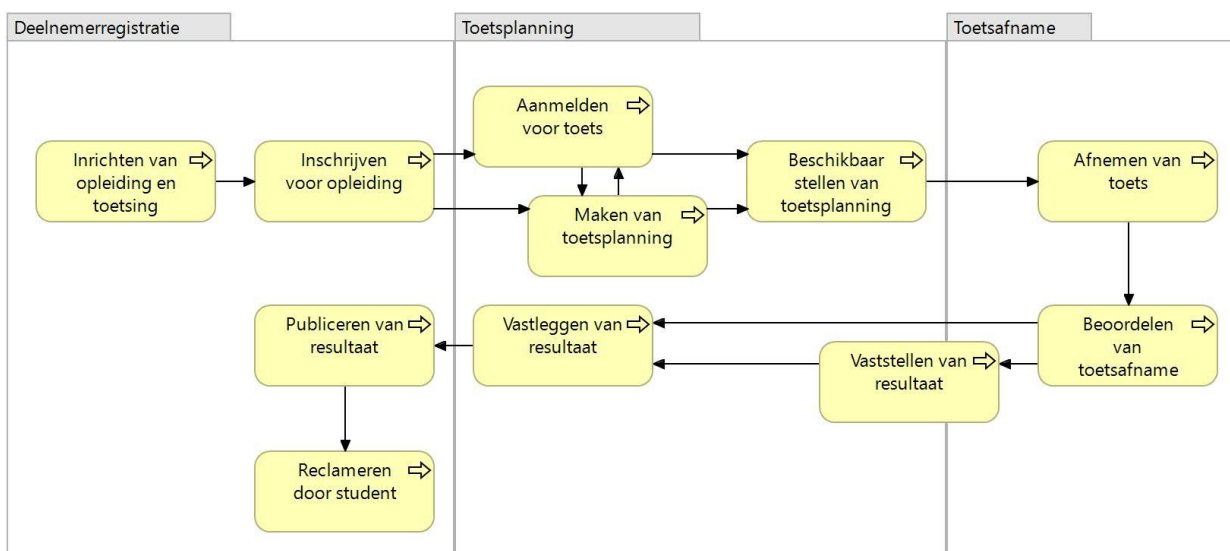 Deelnemerregistratie
Toetsplanning
Toetsafname
Inrichten van
opleiding en
toetsing
Inschrijven
voor opleiding
Aanmelden
voor toets
Maken van
toetsplanning
Beschikbaar
stellen van
toetsplanning
Afnemen van
toets
Publiceren van
resultaat
Vastleggen van
resultaat
Vaststellen van
resultaat
Beoordelen
van
toetsafname
Reclameren
door student